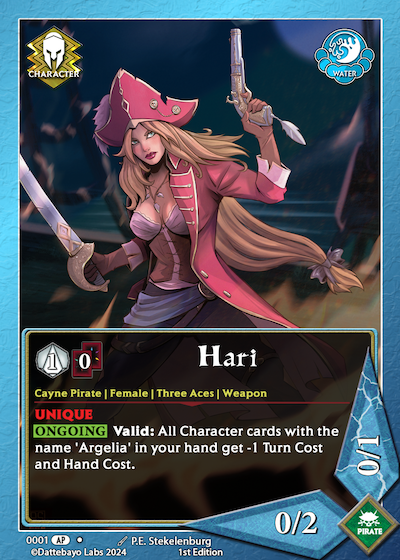 CHARACTER
WATER
1 0 Hari
Cayne Pirate | Female | Three Aces | Weapon
UNIQUE
ONGOING Valid: All Character cards with the
name 'Argelia' in your hand get -1 Turn Cost
and Hand Cost.
0/1
0/2
PIRATE
0001 AP P.E. Stekelenburg
©Dattebayo Labs 2024 1st Edition